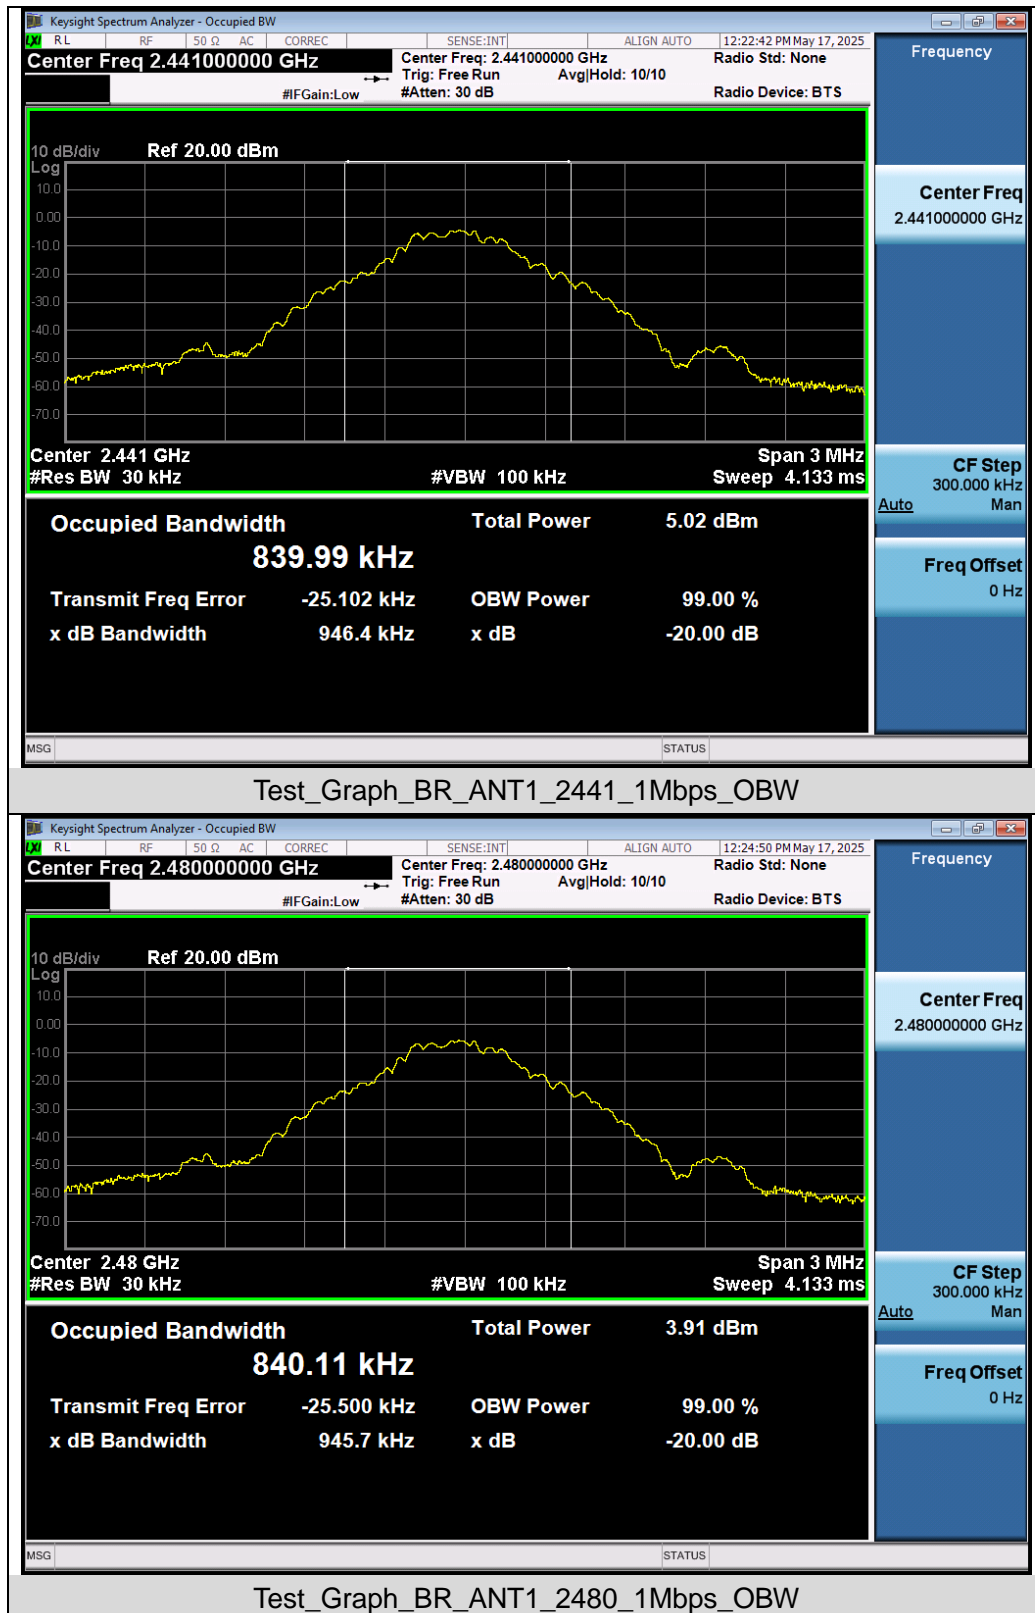 Keysight Spectrum Analyzer - Occupied BW
LXI RL RF 50 Ω AC CORREC SENSE:INT ALIGN AUTO 12:22:42 PM May 17, 2025
Center Freq 2.441000000 GHz
Center Freq: 2.441000000 GHz Radio Std: None
Trig: Free Run Avg|Hold: 10/10
#IFGain:Low #Atten: 30 dB Radio Device: BTS
Frequency
10 dB/div Ref 20.00 dBm
Log
10.0
0.00
-10.0
-20.0
-30.0
-40.0
-50.0
-60.0
-70.0
Center 2.441 GHz Span 3 MHz
#Res BW 30 kHz #VBW 100 kHz Sweep 4.133 ms
Center Freq
2.441000000 GHz
CF Step
300.000 kHz
Auto Man
Freq Offset
0 Hz
Occupied Bandwidth Total Power 5.02 dBm
839.99 kHz
Transmit Freq Error -25.102 kHz OBW Power 99.00 %
x dB Bandwidth 946.4 kHz x dB -20.00 dB
MSG STATUS
Test_Graph_BR_ANT1_2441_1Mbps_OBW
Keysight Spectrum Analyzer - Occupied BW
LXI RL RF 50 Ω AC CORREC SENSE:INT ALIGN AUTO 12:24:50 PM May 17, 2025
Center Freq 2.480000000 GHz
Center Freq: 2.480000000 GHz Radio Std: None
Trig: Free Run Avg|Hold: 10/10
#IFGain:Low #Atten: 30 dB Radio Device: BTS
Frequency
10 dB/div Ref 20.00 dBm
Log
10.0
0.00
-10.0
-20.0
-30.0
-40.0
-50.0
-60.0
-70.0
Center 2.48 GHz Span 3 MHz
#Res BW 30 kHz #VBW 100 kHz Sweep 4.133 ms
Center Freq
2.480000000 GHz
CF Step
300.000 kHz
Auto Man
Freq Offset
0 Hz
Occupied Bandwidth Total Power 3.91 dBm
840.11 kHz
Transmit Freq Error -25.500 kHz OBW Power 99.00 %
x dB Bandwidth 945.7 kHz x dB -20.00 dB
MSG STATUS
Test_Graph_BR_ANT1_2480_1Mbps_OBW